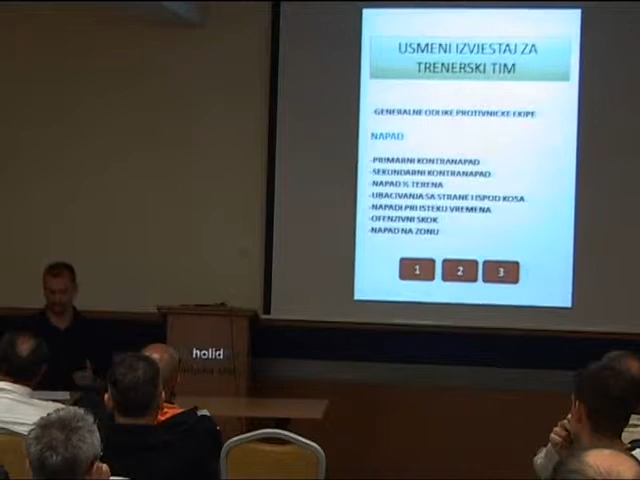 USMENI IZVJESTAJ ZA
TRENERSKI TIM
-GENERALNE ODLIKE PROTIVNICKE EKIPE
NAPAD
-PRIMARNI KONTRANAPAD
-SEKUNDARNI KONTRANAPAD
-NAPAD ½ TERENA
-UBACIVANJA SA STRANE I ISPOD KOSA
-NAPADI PRI ISTEKU VREMENA
-OFENZIVNI SKOK
-NAPAD NA ZONU
1 2 3
holid